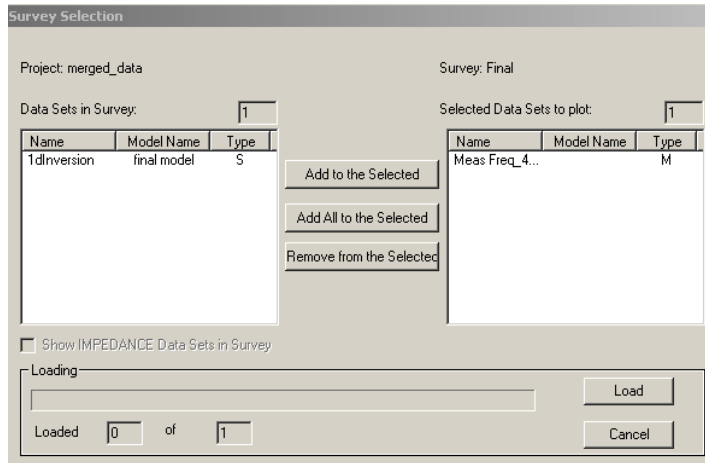 Survey Selection
Project: merged_data Survey: Final
Data Sets in Survey: 1 Selected Data Sets to plot: 1
Name Model Name Type Name Model Name Type
1dInversion final model S Meas Freq_4... M
Add to the Selected
Add All to the Selected
Remove from the Selected
Show IMPEDANCE Data Sets in Survey
Loading
Load
Loaded 0 of 1
Cancel